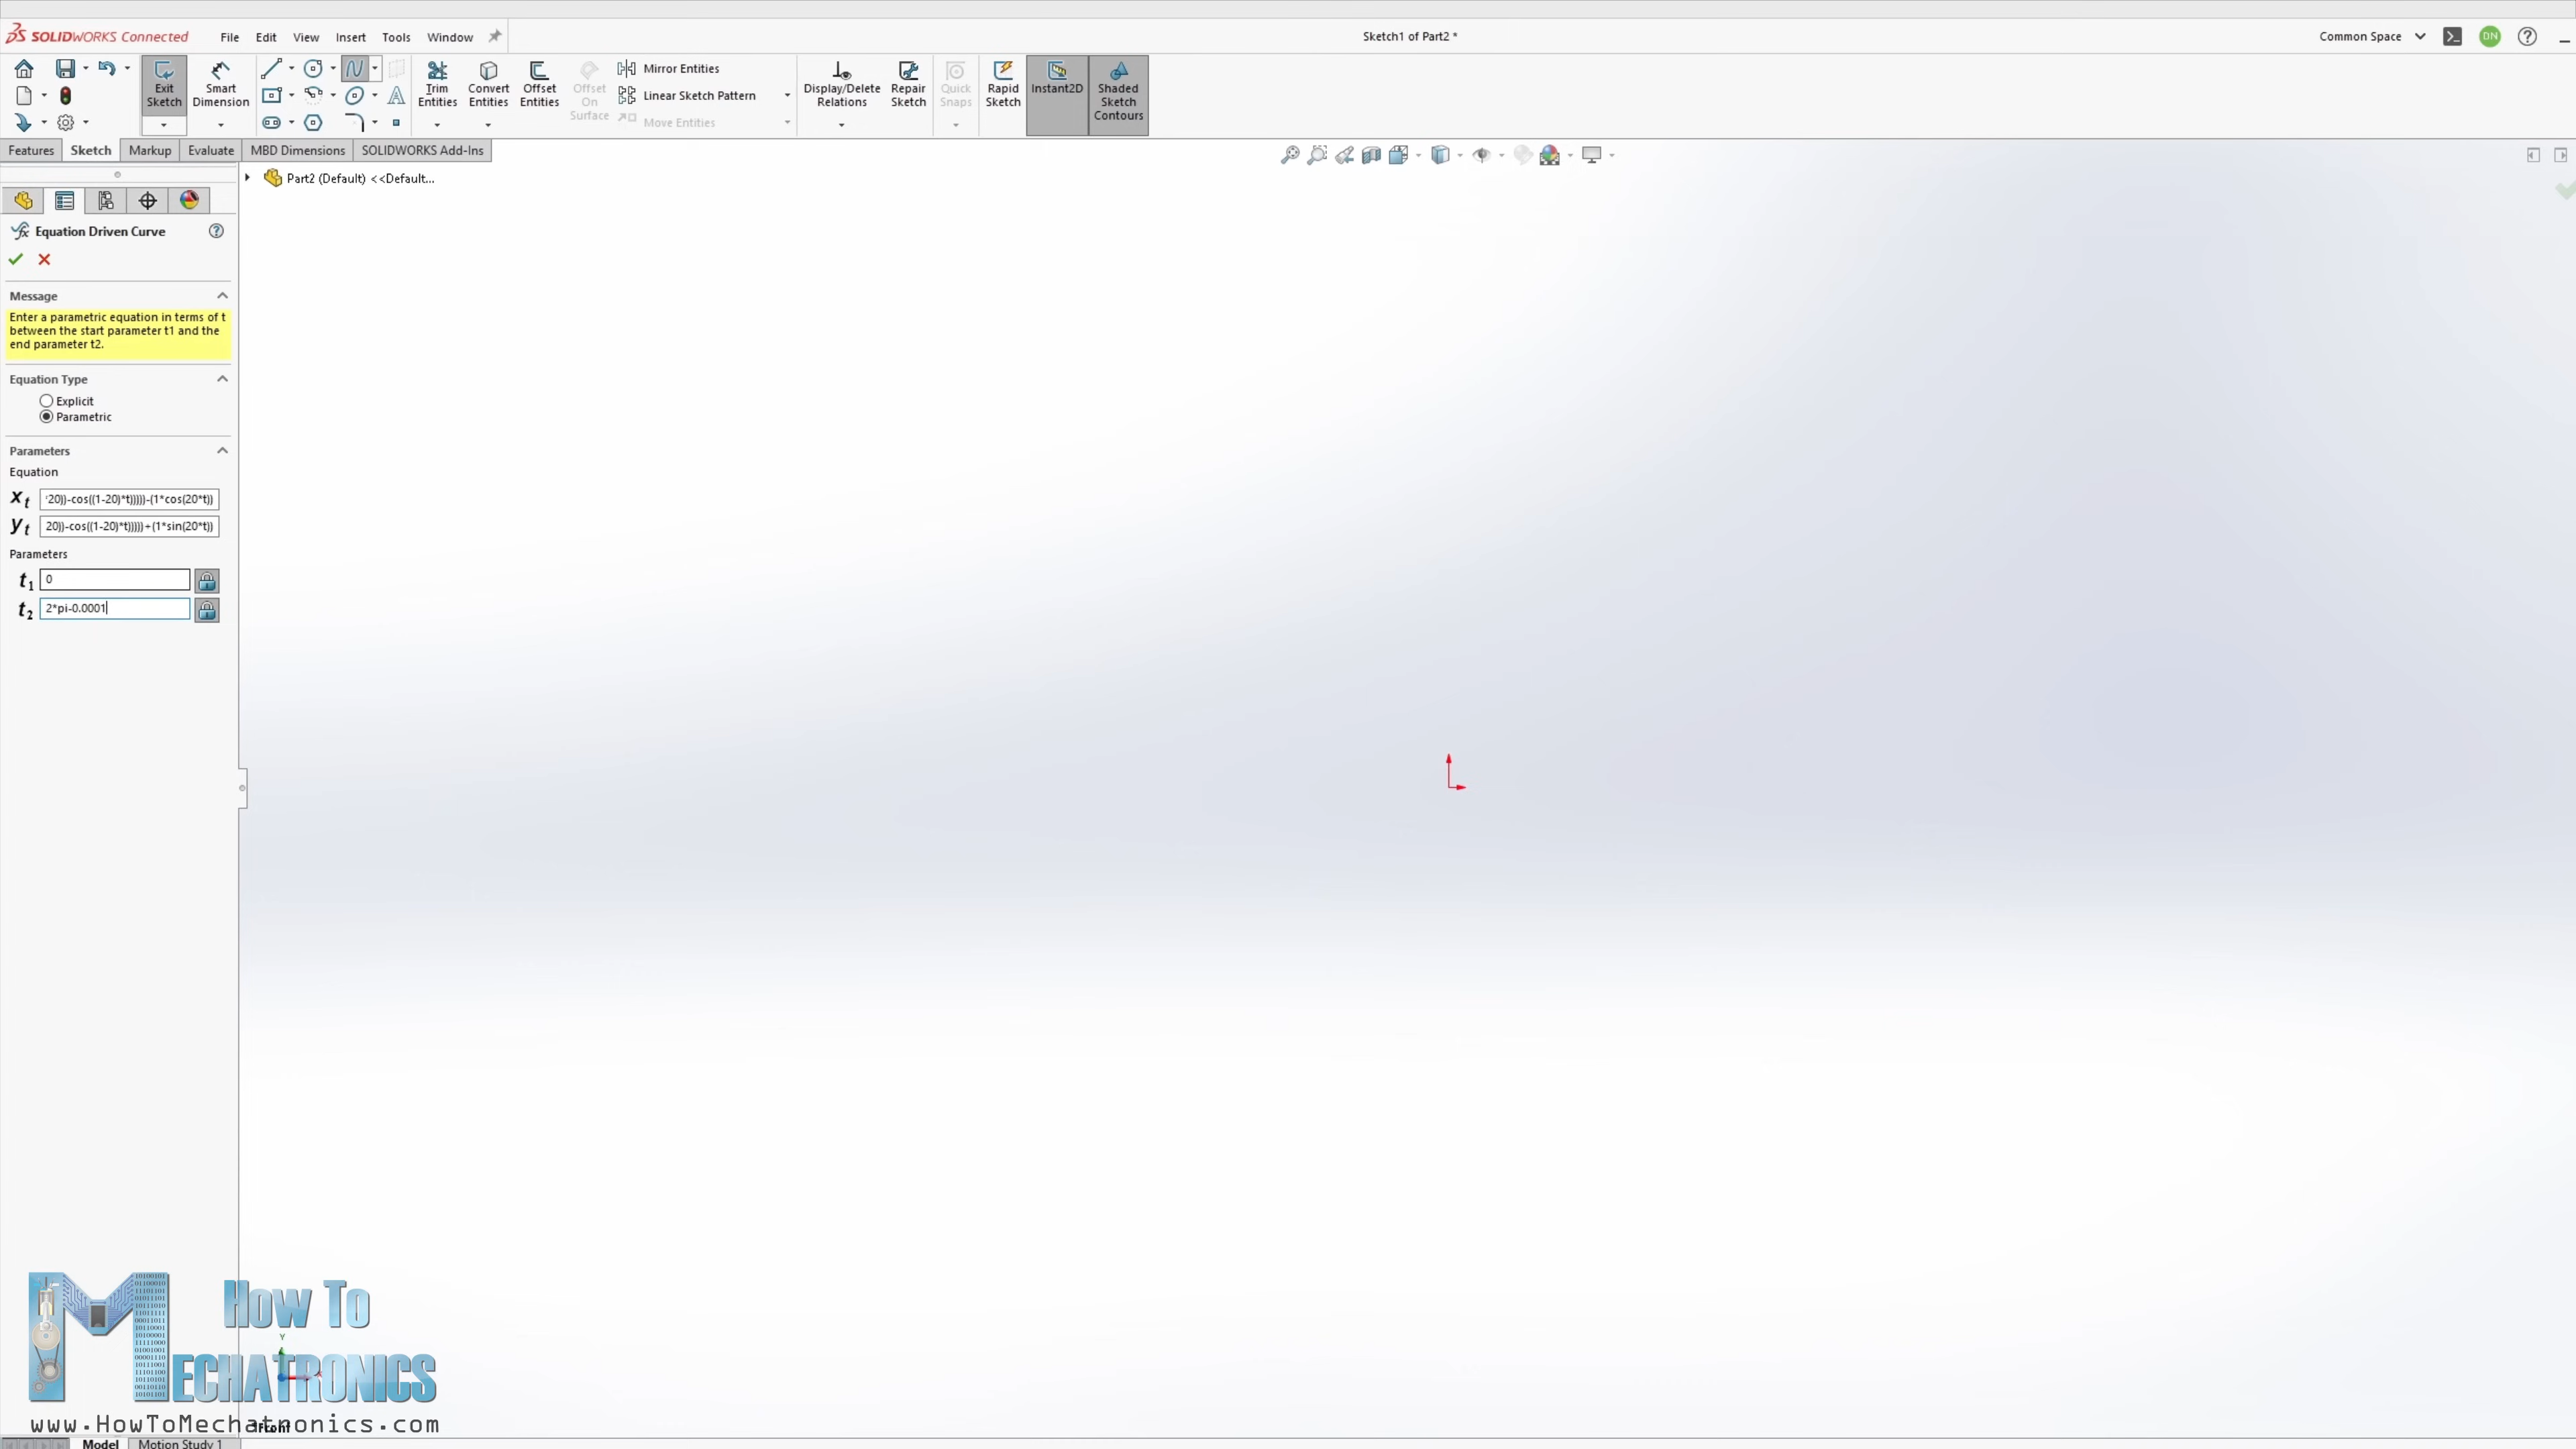 SOLIDWORKS Connected
File Edit View Insert Tools Window
Sketch1 of Part2 *
Common Space
DN
Exit Sketch
Smart Dimension
Trim Entities
Convert Entities
Offset Entities
Offset On Surface
Mirror Entities
Linear Sketch Pattern
Move Entities
Display/Delete Relations
Repair Sketch
Quick Snaps
Rapid Sketch
Instant2D
Shaded Sketch Contours
Features Sketch Markup Evaluate MBD Dimensions SOLIDWORKS Add-Ins
Part2 (Default) <<Default...
Equation Driven Curve
Message
Enter a parametric equation in terms of t
between the start parameter t1 and the
end parameter t2.
Equation Type
Explicit
Parametric
Parameters
Equation
xt 20))-cos((1-20)*t)))))-(1*cos(20*t))
yt 20))-cos((1-20)*t)))))+(1*sin(20*t))
Parameters
t1 0
t2 2*pi-0.0001
How To
MECHATRONICS
Y
www.HowToMechatronics.com
Model Motion Study 1